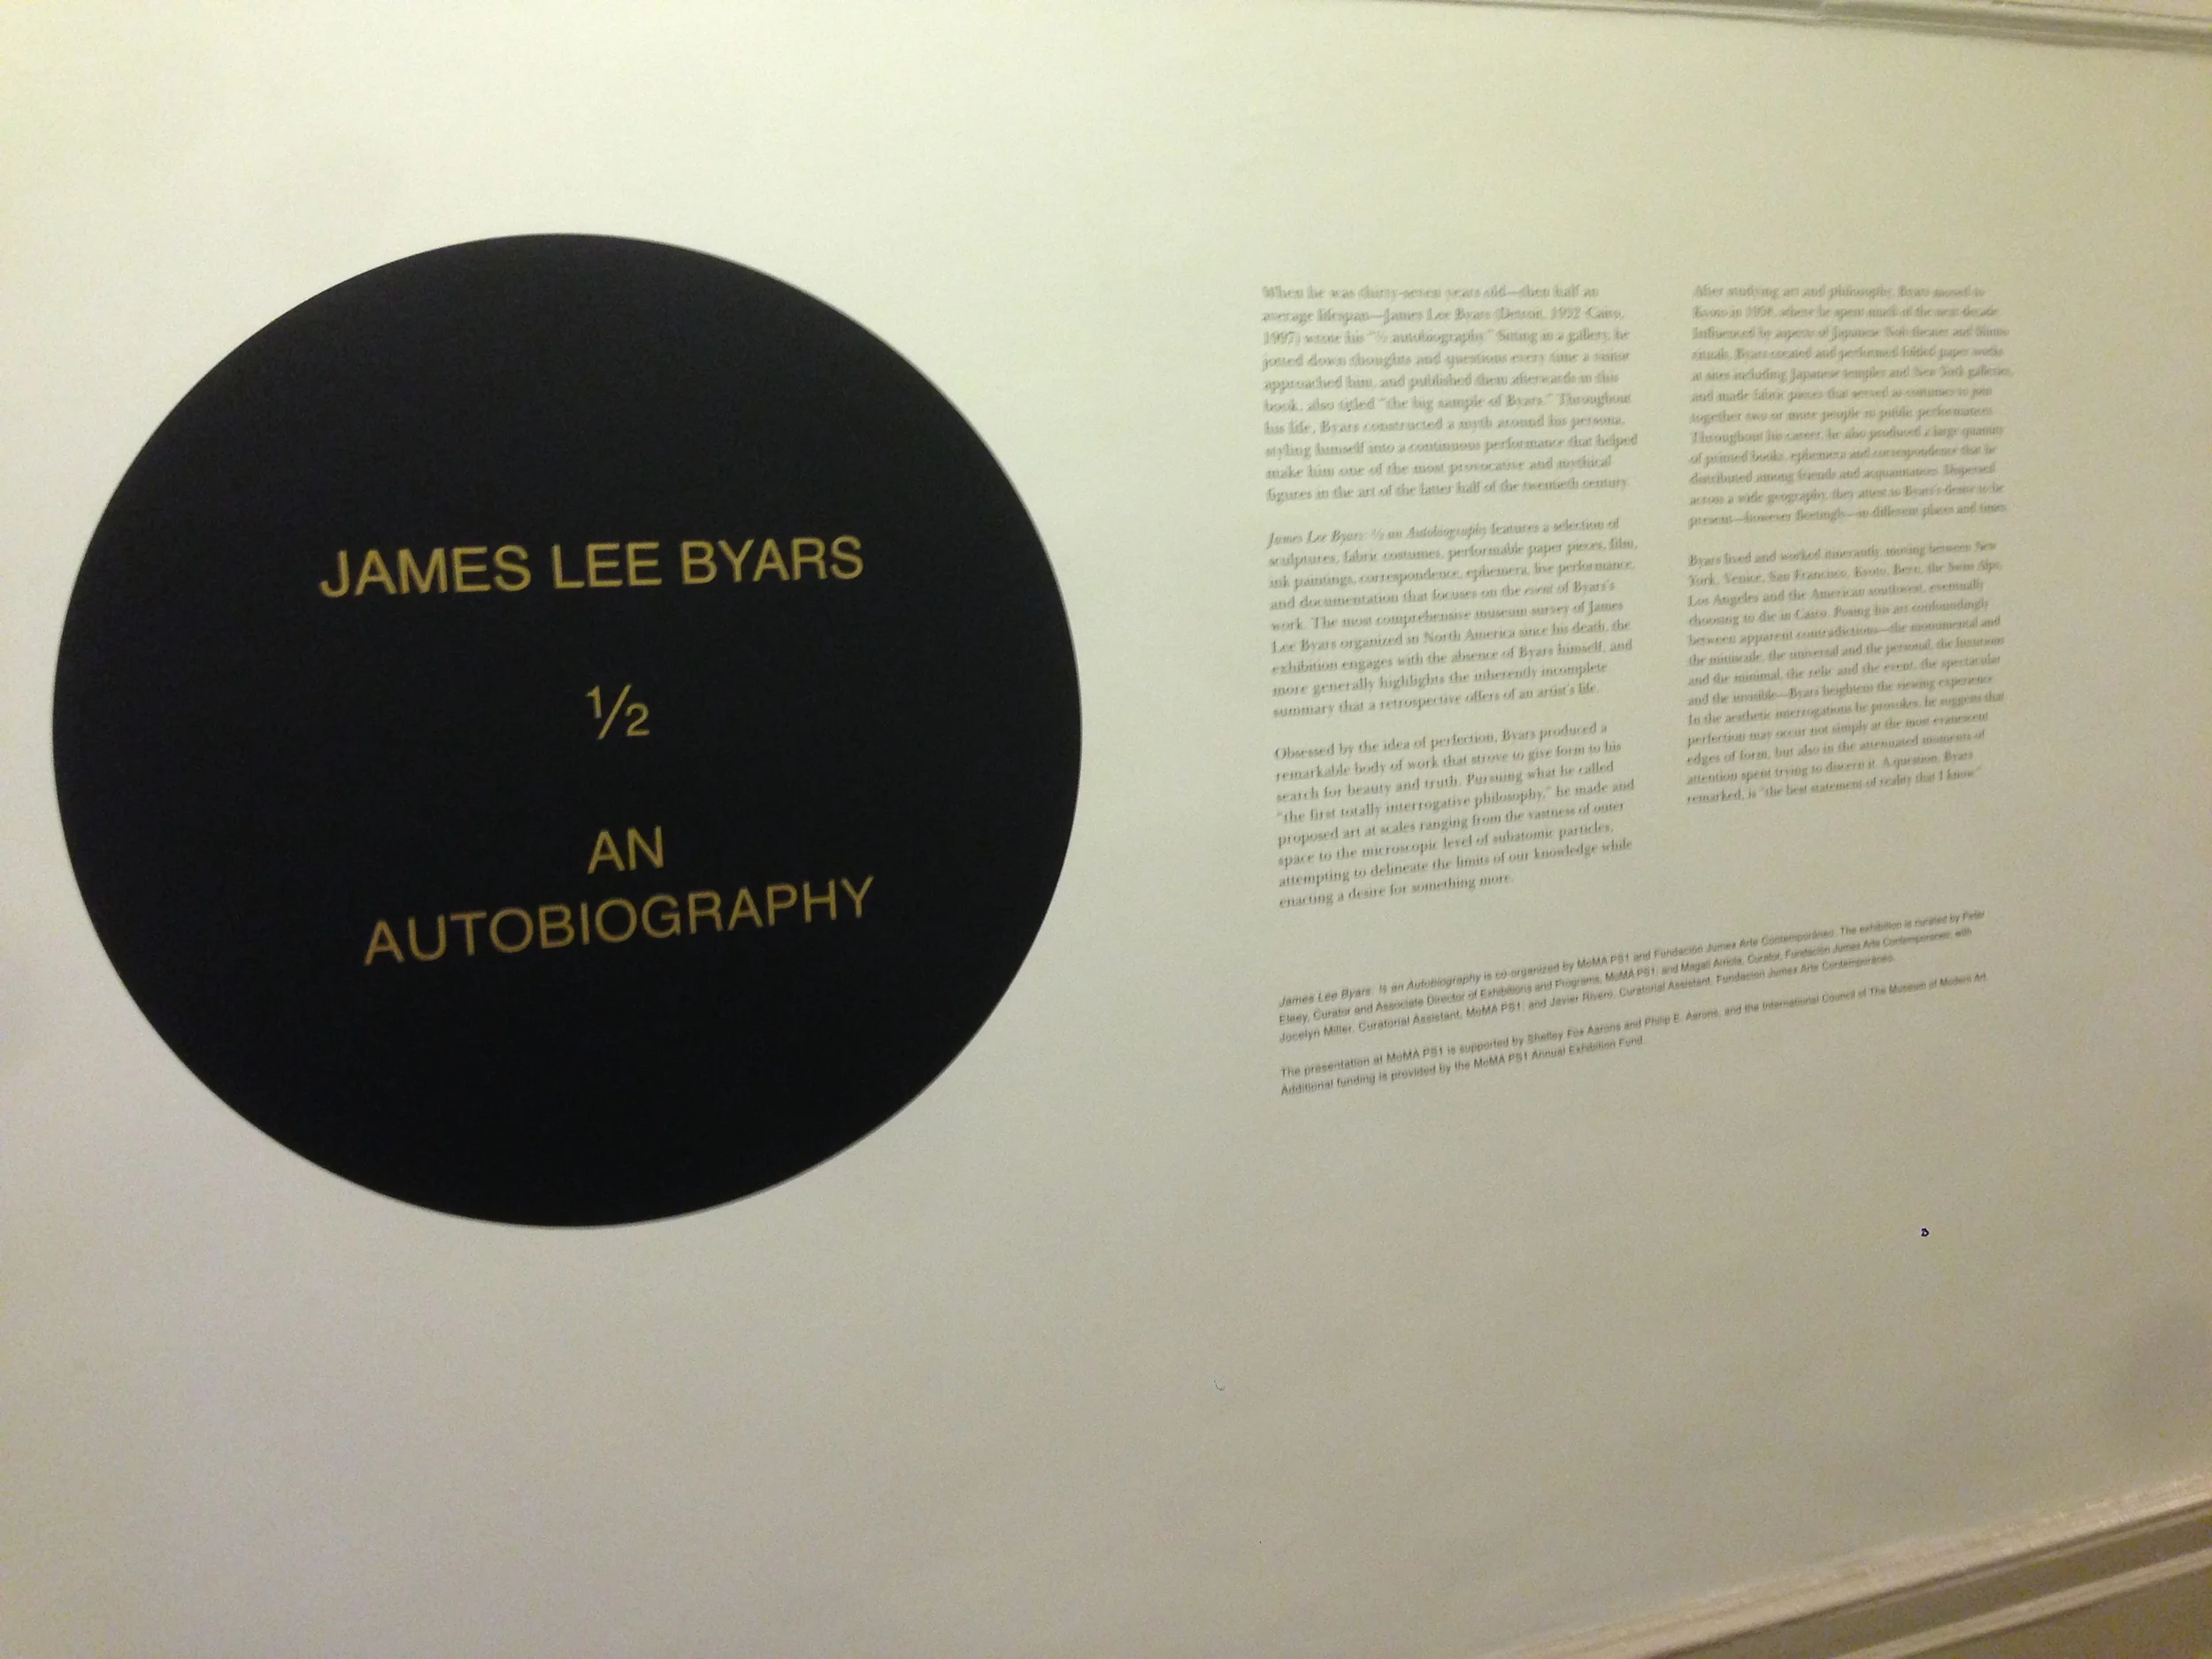 JAMES LEE BYARS
½
AN
AUTOBIOGRAPHY
When he was thirty-seven years old—then half an
average lifespan—James Lee Byars (Detroit, 1932–Cairo,
1997) wrote his "½ autobiography." Sitting in a gallery, he
jotted down thoughts and questions every time a visitor
approached him, and published them afterwards in this
book, also titled "the big sample of Byars." Throughout
his life, Byars constructed a myth around his persona,
styling himself into a continuous performance that helped
make him one of the most provocative and mythical
figures in the art of the latter half of the twentieth century.
James Lee Byars: ½ an Autobiography features a selection of
sculptures, fabric costumes, performable paper pieces, film,
ink paintings, correspondence, ephemera, live performance,
and documentation that focuses on the event of Byars's
work. The most comprehensive museum survey of James
Lee Byars organized in North America since his death, the
exhibition engages with the absence of Byars himself, and
more generally highlights the inherently incomplete
summary that a retrospective offers of an artist's life.
Obsessed by the idea of perfection, Byars produced a
remarkable body of work that strove to give form to his
search for beauty and truth. Pursuing what he called
"the first totally interrogative philosophy," he made and
proposed art at scales ranging from the vastness of outer
space to the microscopic level of subatomic particles,
attempting to delineate the limits of our knowledge while
enacting a desire for something more.
After studying art and philosophy, Byars moved to
Kyoto in 1958, where he spent much of the next decade.
Influenced by aspects of Japanese Noh theater and Shinto
rituals, Byars created and performed folded paper works
at sites including Japanese temples and New York galleries,
and made fabric pieces that served as costumes to join
together two or more people in public performances.
Throughout his career, he also produced a large quantity
of printed books, ephemera and correspondence that he
distributed among friends and acquaintances. Dispersed
across a wide geography, they attest to Byars's desire to be
present—however fleetingly—in different places and times.
Byars lived and worked itinerantly, moving between New
York, Venice, San Francisco, Kyoto, Bern, the Swiss Alps,
Los Angeles and the American southwest, eventually
choosing to die in Cairo. Posing his art confoundingly
between apparent contradictions—the monumental and
the miniscule, the universal and the personal, the luxurious
and the minimal, the relic and the event, the spectacular
and the invisible—Byars heightens the viewing experience.
In the aesthetic interrogations he provokes, he suggests that
perfection may occur not simply at the most evanescent
edges of form, but also in the attenuated moments of
attention spent trying to discern it. A question, Byars
remarked, is "the best statement of reality that I know."
James Lee Byars: ½ an Autobiography is co-organized by MoMA PS1 and Fundación Jumex Arte Contemporáneo. The exhibition is curated by Peter
Eleey, Curator and Associate Director of Exhibitions and Programs, MoMA PS1; and Magalí Arriola, Curator, Fundación Jumex Arte Contemporáneo; with
Jocelyn Miller, Curatorial Assistant, MoMA PS1; and Javier Rivero, Curatorial Assistant, Fundación Jumex Arte Contemporáneo.
The presentation at MoMA PS1 is supported by Shelley Fox Aarons and Philip E. Aarons, and the International Council of The Museum of Modern Art.
Additional funding is provided by the MoMA PS1 Annual Exhibition Fund.